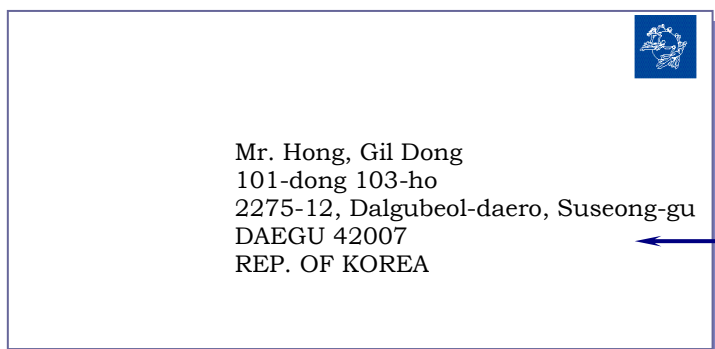 Mr. Hong, Gil Dong
101-dong 103-ho
2275-12, Dalgubeol-daero, Suseong-gu
DAEGU 42007
REP. OF KOREA